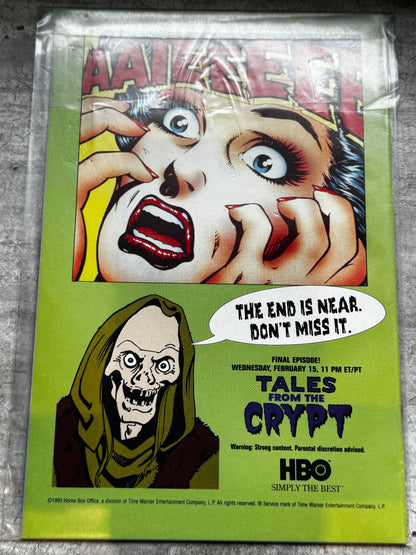 AAIEEEEE
THE END IS NEAR.
DON'T MISS IT.
FINAL EPISODE!
WEDNESDAY, FEBRUARY 15, 11 PM ET/PT
TALES
FROM THE
CRYPT
Warning: Strong content. Parental discretion advised.
HBO®
SIMPLY THE BEST™
©1995 Home Box Office, a division of Time Warner Entertainment Company, L.P. All rights reserved. ® Service mark of Time Warner Entertainment Company, L.P.